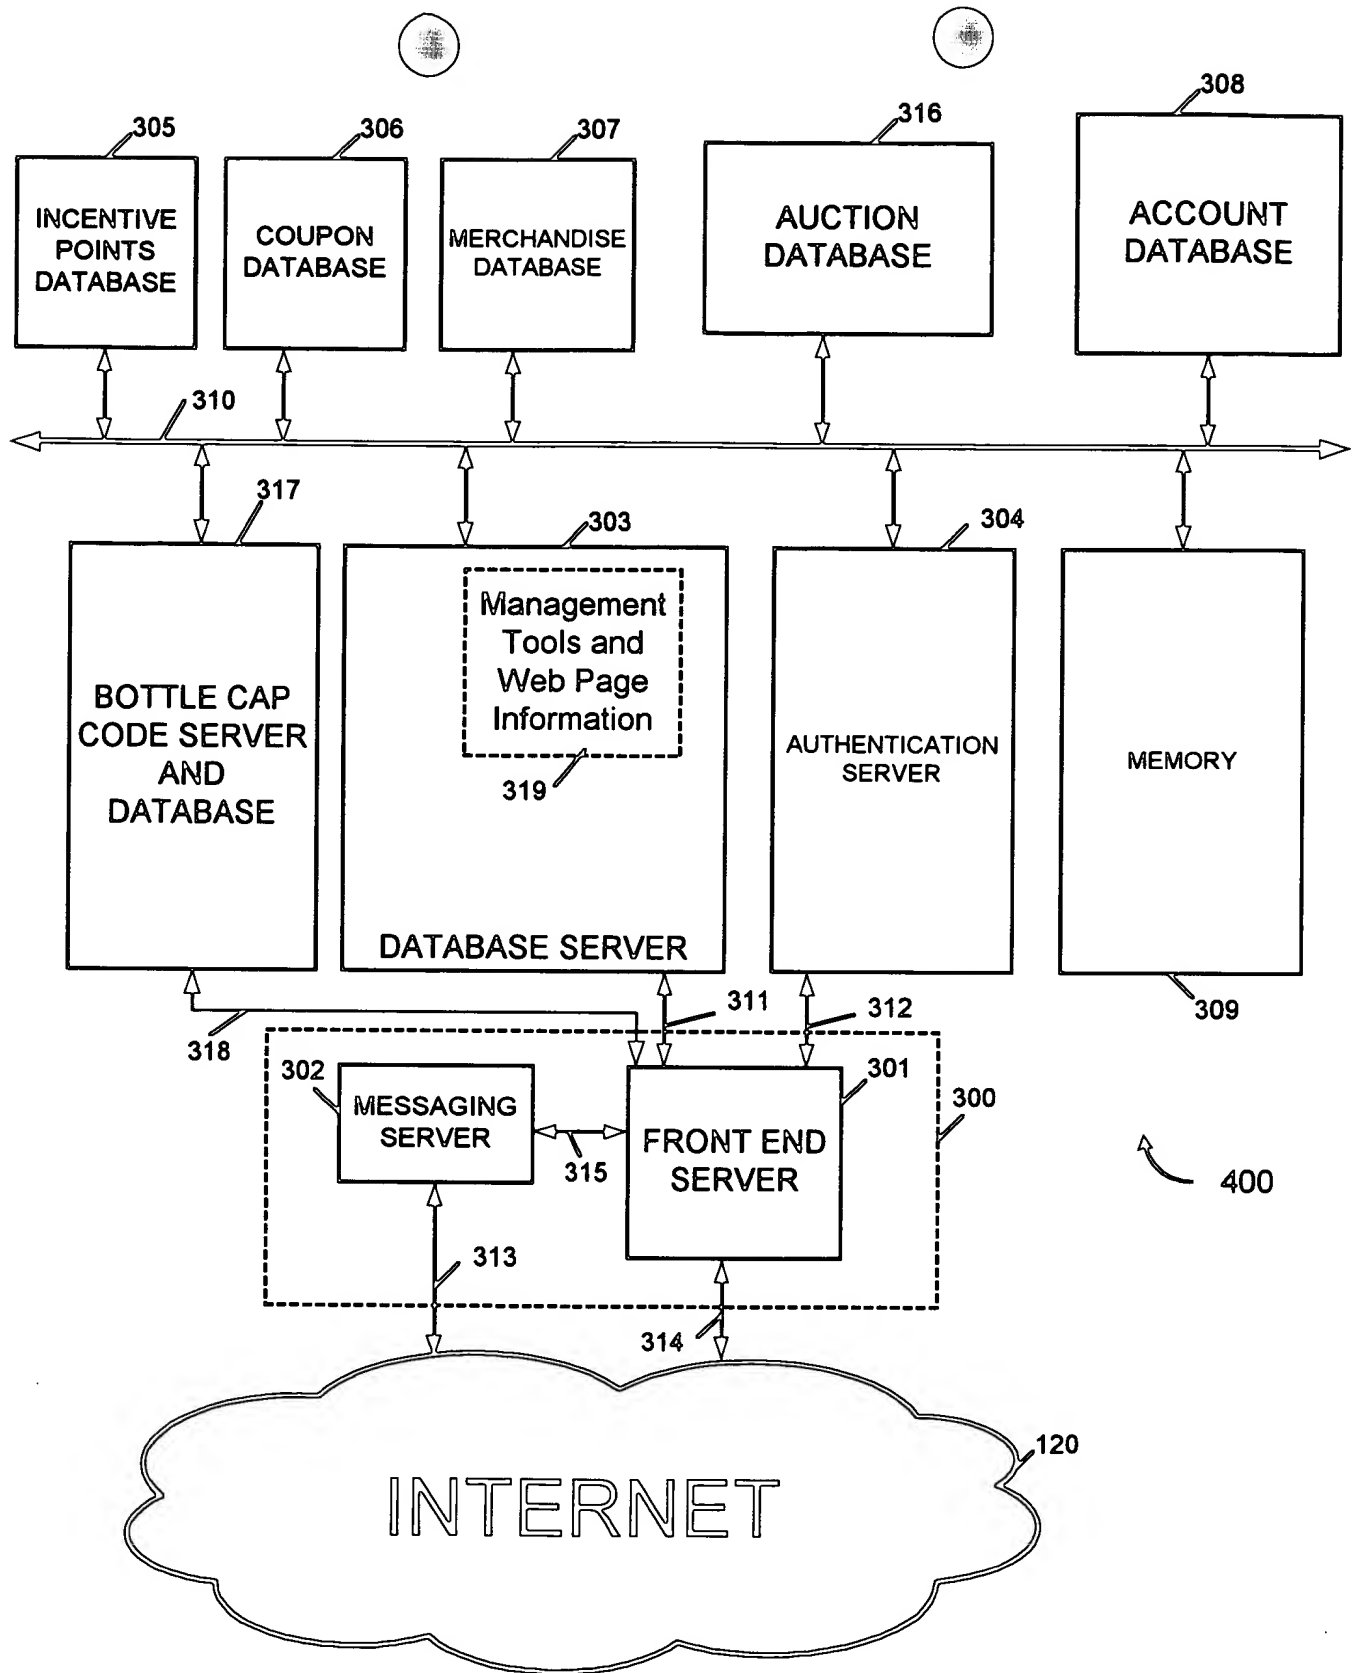 305
306
307
316
308
INCENTIVE
POINTS
DATABASE
COUPON
DATABASE
MERCHANDISE
DATABASE
AUCTION
DATABASE
ACCOUNT
DATABASE
310
317
303
304
Management
Tools and
Web Page
Information
319
BOTTLE CAP
CODE SERVER
AND
DATABASE
DATABASE SERVER
AUTHENTICATION
SERVER
MEMORY
309
318
311
312
302
MESSAGING
SERVER
315
301
FRONT END
SERVER
300
400
313
314
120
INTERNET